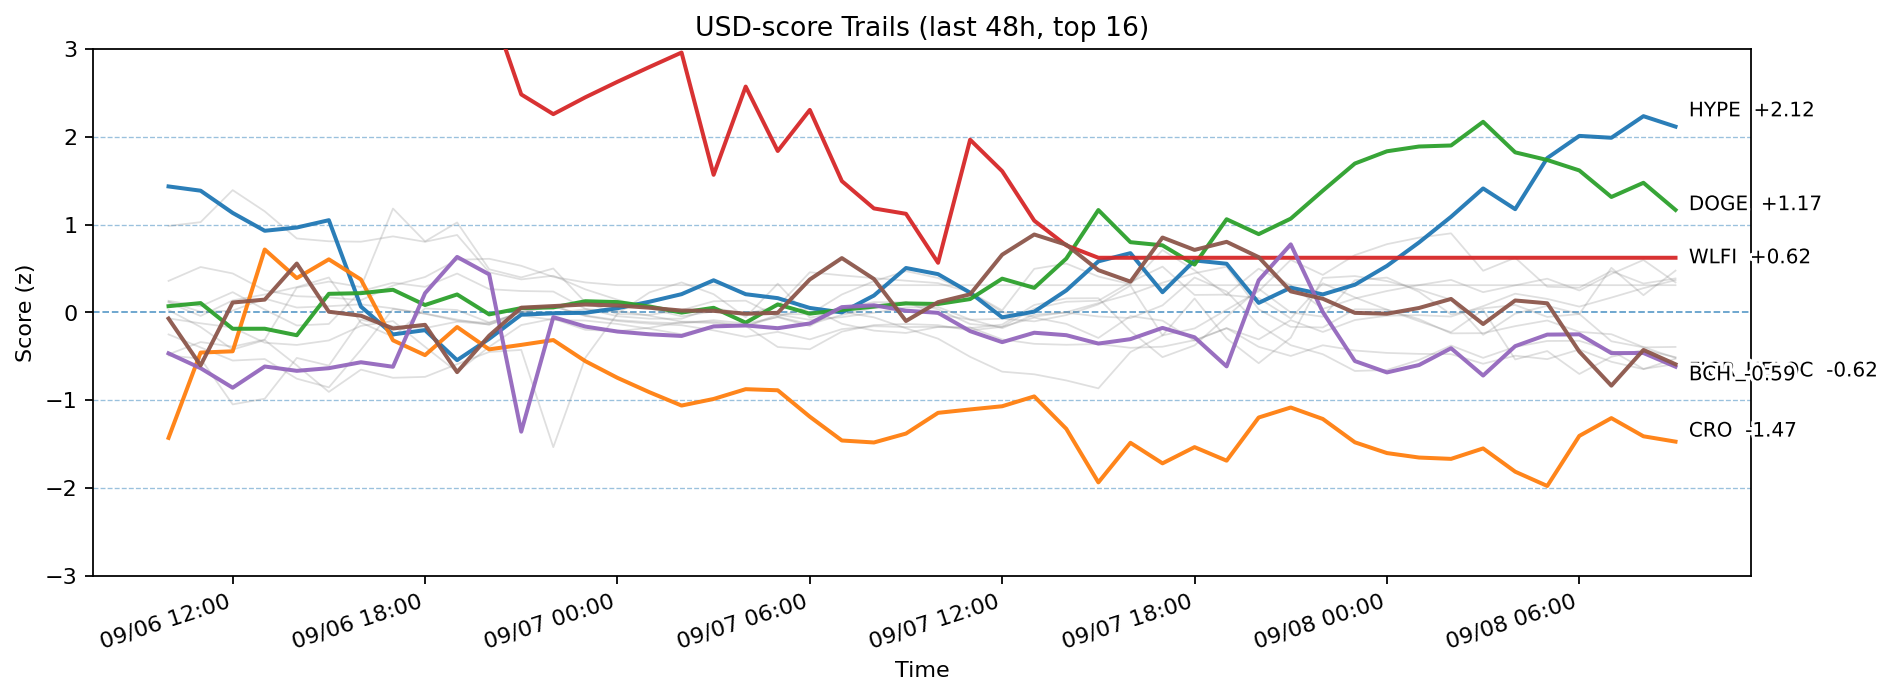 USD-score Trails (last 48h, top 16)
3
2
1
0
−1
−2
−3
Score (z)
HYPE +2.12
DOGE +1.17
WLFI +0.62
-0.62
BCH -0.59
CRO -1.47
09/06 12:00
09/06 18:00
09/07 00:00
09/07 06:00
09/07 12:00
09/07 18:00
09/08 00:00
09/08 06:00
Time